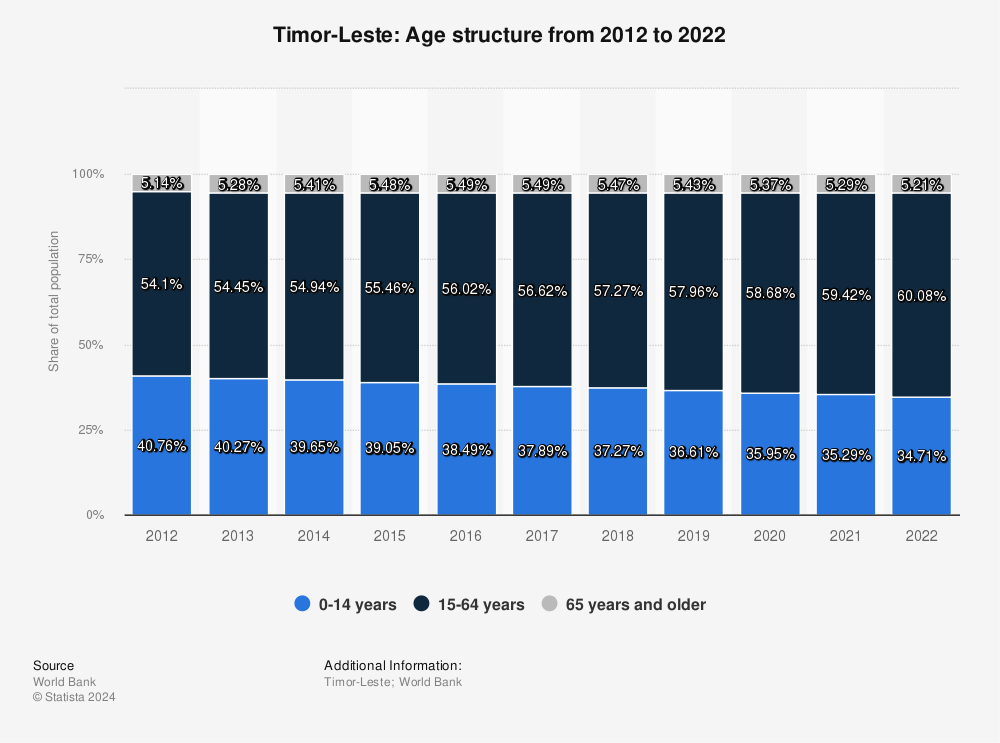 Timor-Leste: Age structure from 2012 to 2022
Share of total population
100%
75%
50%
25%
0%
5.14% 5.28% 5.41% 5.48% 5.49% 5.49% 5.47% 5.43% 5.37% 5.29% 5.21%
54.1% 54.45% 54.94% 55.46% 56.02% 56.62% 57.27% 57.96% 58.68% 59.42% 60.08%
40.76% 40.27% 39.65% 39.05% 38.49% 37.89% 37.27% 36.61% 35.95% 35.29% 34.71%
2012 2013 2014 2015 2016 2017 2018 2019 2020 2021 2022
0-14 years 15-64 years 65 years and older
Source
World Bank
© Statista 2024
Additional Information:
Timor-Leste; World Bank